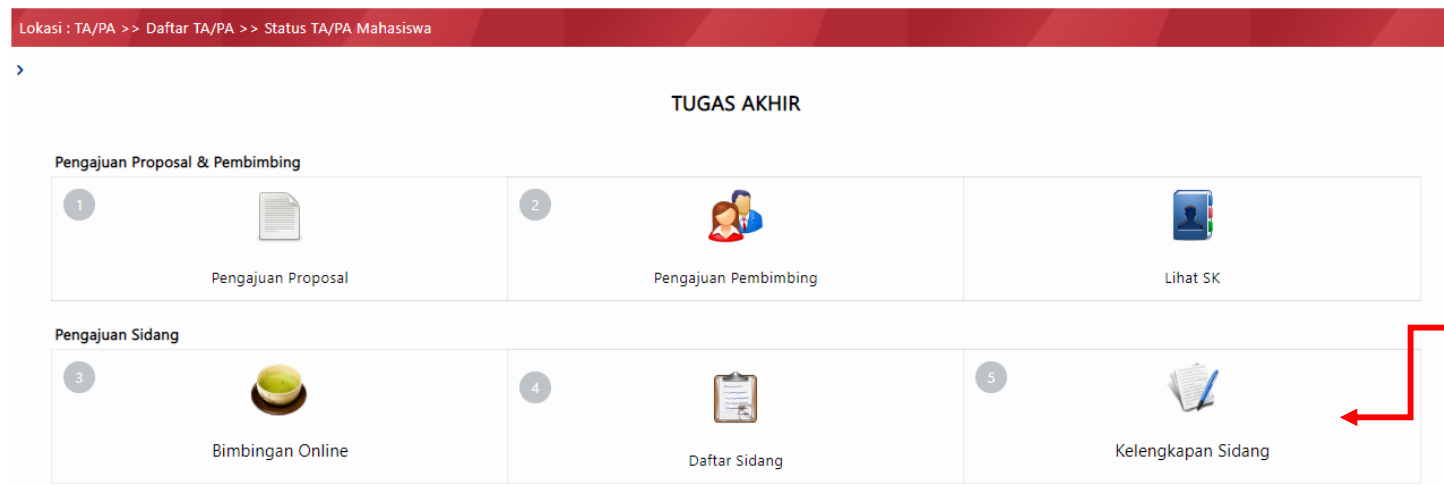 Lokasi : TA/PA >> Daftar TA/PA >> Status TA/PA Mahasiswa
TUGAS AKHIR
Pengajuan Proposal & Pembimbing
1
2
Pengajuan Proposal
Pengajuan Pembimbing
Lihat SK
Pengajuan Sidang
3
4
5
Bimbingan Online
Daftar Sidang
Kelengkapan Sidang